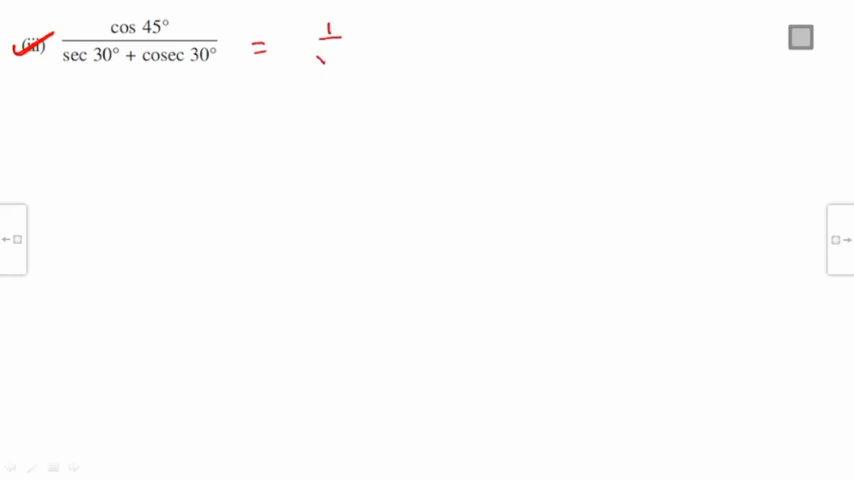 (iii) cos 45° / sec 30° + cosec 30° = 1